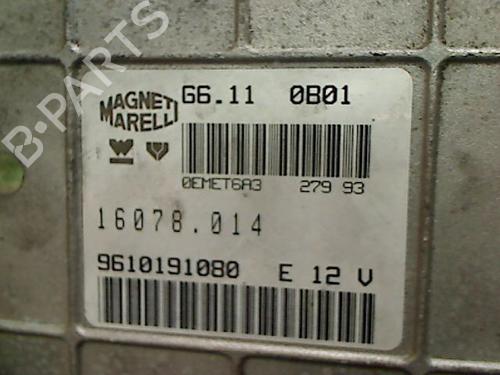 B·PARTS
MAGNETI MARELLI
G6.11 0B01
0EMET6A3 279 93
16078.014
9610191080 E 12 V